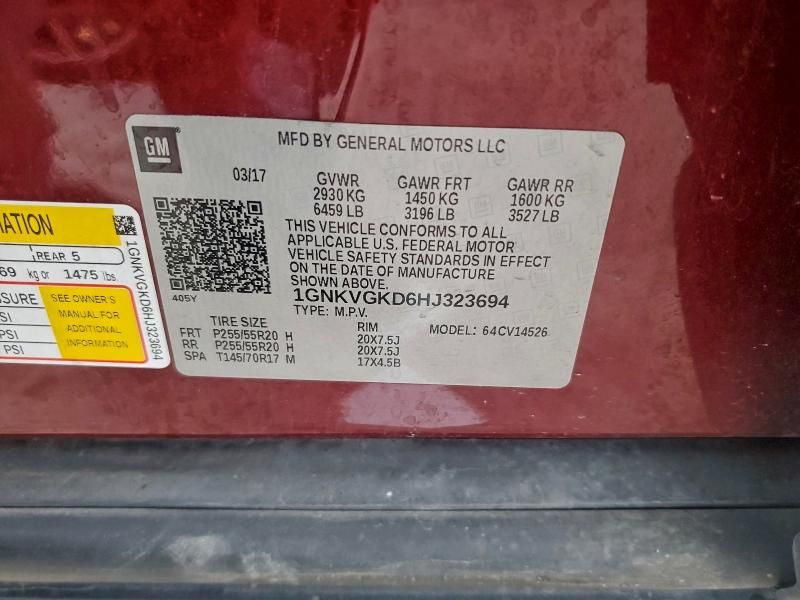 GM
MFD BY GENERAL MOTORS LLC
03/17
GVWR GAWR FRT GAWR RR
2930 KG 1450 KG 1600 KG
6459 LB 3196 LB 3527 LB
THIS VEHICLE CONFORMS TO ALL
APPLICABLE U.S. FEDERAL MOTOR
VEHICLE SAFETY STANDARDS IN EFFECT
ON THE DATE OF MANUFACTURE
SHOWN ABOVE.
1GNKVGKD6HJ323694
TYPE: M.P.V. MODEL: 64CV14526
405Y
TIRE SIZE RIM
FRT P255/55R20 H 20X7.5J
RR P255/55R20 H 20X7.5J
SPA T145/70R17 M 17X4.5B
MATION
REAR 5
69 kg or 1475 lbs
SSURE SEE OWNER'S
MANUAL FOR
ADDITIONAL
INFORMATION
PSI
PSI
PSI
1GNKVGKD6HJ323694